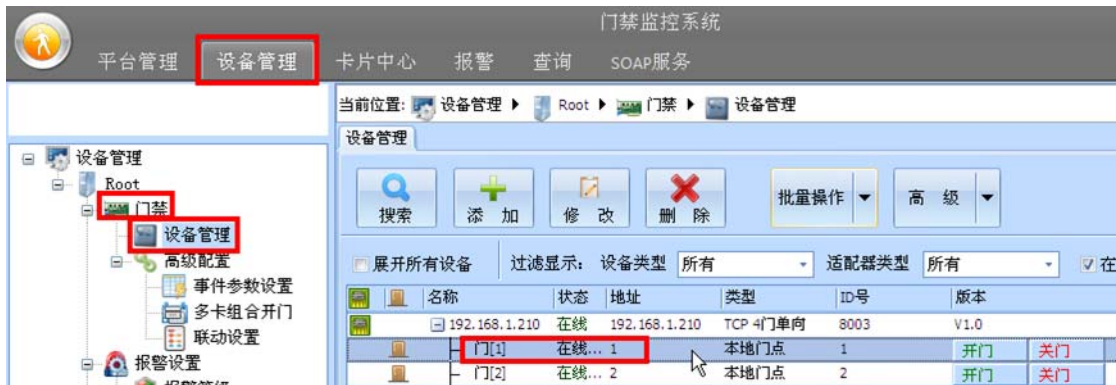 门禁监控系统
平台管理 设备管理 卡片中心 报警 查询 SOAP服务
当前位置: 设备管理 Root 门禁 设备管理
设备管理
设备管理
Root
门禁
设备管理
高级配置
事件参数设置
多卡组合开门
联动设置
报警设置
报警等级
搜索 添 加 修 改 删 除 批量操作 高 级
展开所有设备 过滤显示: 设备类型 所有 适配器类型 所有 在
名称 状态 地址 类型 ID号 版本
192.168.1.210 在线 192.168.1.210 TCP 4门单向 8003 V1.0
门[1] 在线... 1 本地门点 1 开门 关门
门[2] 在线... 2 本地门点 2 开门 关门